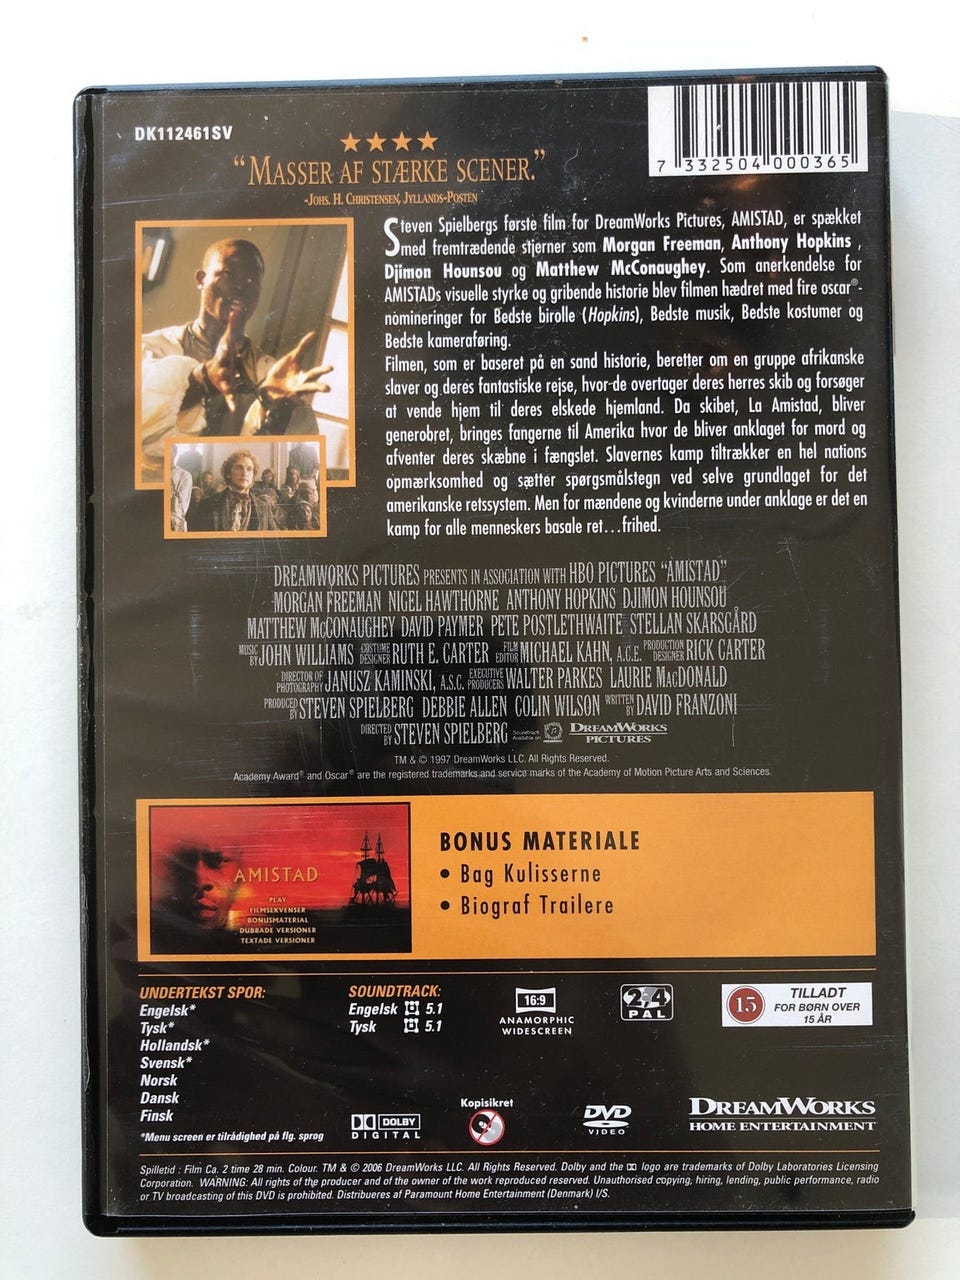 DK112461SV
★★★★
"MASSER AF STÆRKE SCENER."
-JOHS. H. CHRISTENSEN, JYLLANDS-POSTEN
7 332504 000365
Steven Spielbergs første film for DreamWorks Pictures, AMISTAD, er spækket
med fremtrædende stjerner som Morgan Freeman, Anthony Hopkins ,
Djimon Hounsou og Matthew McConaughey. Som anerkendelse for
AMISTADs visuelle styrke og gribende historie blev filmen hædret med fire oscar®-
nomineringer for Bedste birolle (Hopkins), Bedste musik, Bedste kostumer og
Bedste kameraføring.
Filmen, som er baseret på en sand historie, beretter om en gruppe afrikanske
slaver og deres fantastiske rejse, hvor de overtager deres herres skib og forsøger
at vende hjem til deres elskede hjemland. Da skibet, La Amistad, bliver
generobret, bringes fangerne til Amerika hvor de bliver anklaget for mord og
afventer deres skæbne i fængslet. Slavernes kamp tiltrækker en hel nations
opmærksomhed og sætter spørgsmålstegn ved selve grundlaget for det
amerikanske retssystem. Men for mændene og kvinderne under anklage er det en
kamp for alle menneskers basale ret...frihed.
DREAMWORKS PICTURES PRESENTS IN ASSOCIATION WITH HBO PICTURES "AMISTAD"
MORGAN FREEMAN NIGEL HAWTHORNE ANTHONY HOPKINS DJIMON HOUNSOU
MATTHEW McCONAUGHEY DAVID PAYMER PETE POSTLETHWAITE STELLAN SKARSGÅRD
MUSIC BY JOHN WILLIAMS COSTUME DESIGNER RUTH E. CARTER FILM EDITOR MICHAEL KAHN, A.C.E. PRODUCTION DESIGNER RICK CARTER
DIRECTOR OF PHOTOGRAPHY JANUSZ KAMINSKI, A.S.C. EXECUTIVE PRODUCERS WALTER PARKES LAURIE MACDONALD
PRODUCED BY STEVEN SPIELBERG DEBBIE ALLEN COLIN WILSON WRITTEN BY DAVID FRANZONI
DIRECTED BY STEVEN SPIELBERG Soundtrack Available on DREAMWORKS PICTURES
TM & © 1997 DreamWorks LLC. All Rights Reserved.
Academy Award® and Oscar® are the registered trademarks and service marks of the Academy of Motion Picture Arts and Sciences.
AMISTAD
PLAY
FILMSEKVENSER
BONUSMATERIAL
DUBBADE VERSIONER
TEXTADE VERSIONER
BONUS MATERIALE
• Bag Kulisserne
• Biograf Trailere
UNDERTEKST SPOR:
Engelsk*
Tysk*
Hollandsk*
Svensk*
Norsk
Dansk
Finsk
*Menu screen er tilrådighed på flg. sprog
SOUNDTRACK:
Engelsk 5.1
Tysk 5.1
16:9
ANAMORPHIC
WIDESCREEN
2,4
PAL
15
TILLADT
FOR BØRN OVER
15 ÅR
DOLBY
DIGITAL
Kopisikret
DVD
VIDEO
DREAMWORKS
HOME ENTERTAINMENT
Spilletid : Film Ca. 2 time 28 min. Colour. TM & © 2006 DreamWorks LLC. All Rights Reserved. Dolby and the logo are trademarks of Dolby Laboratories Licensing
Corporation. WARNING: All rights of the producer and of the owner of the work reproduced reserved. Unauthorised copying, hiring, lending, public performance, radio
or TV broadcasting of this DVD is prohibited. Distribueres af Paramount Home Entertainment (Denmark) I/S.